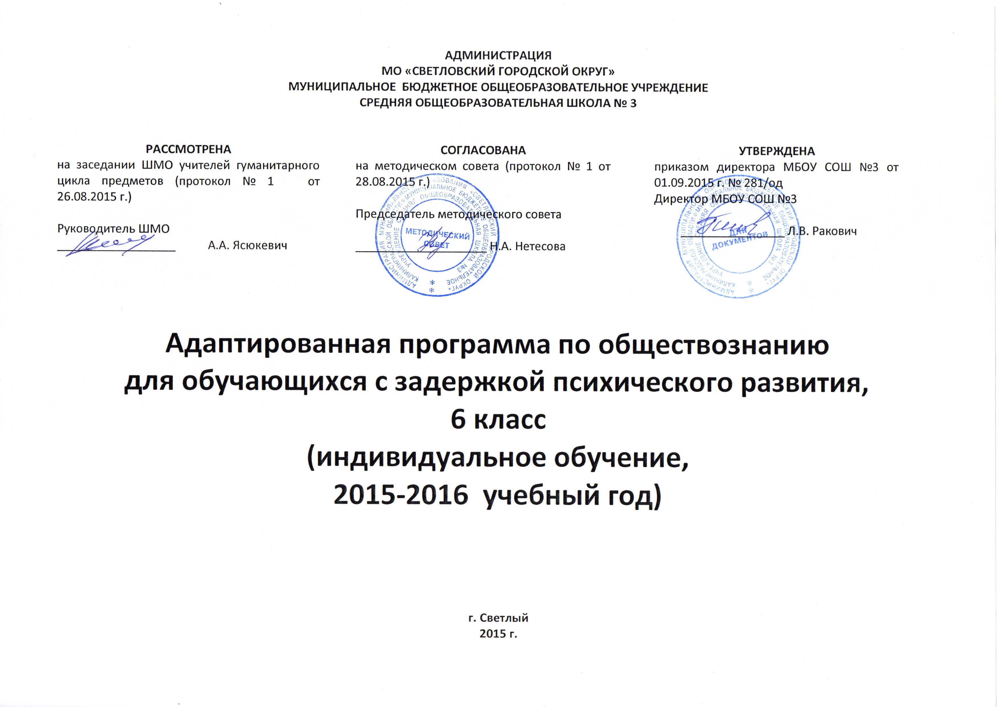 АДМИНИСТРАЦИЯ
МО «СВЕТЛОВСКИЙ ГОРОДСКОЙ ОКРУГ»
МУНИЦИПАЛЬНОЕ БЮДЖЕТНОЕ ОБЩЕОБРАЗОВАТЕЛЬНОЕ УЧРЕЖДЕНИЕ
СРЕДНЯЯ ОБЩЕОБРАЗОВАТЕЛЬНАЯ ШКОЛА № 3
РАССМОТРЕНА
на заседании ШМО учителей гуманитарного
цикла предметов (протокол № 1 от
26.08.2015 г.)
Руководитель ШМО
А.А. Ясюкевич
СОГЛАСОВАНА
на методическом совета (протокол № 1 от
28.08.2015 г.)
Председатель методического совета
Н.А. Нетесова
МЕТОДИЧЕСКИЙ
СОВЕТ
УТВЕРЖДЕНА
приказом директора МБОУ СОШ №3 от
01.09.2015 г. № 281/од
Директор МБОУ СОШ №3
Л.В. Ракович
ДЛЯ
ДОКУМЕНТОВ
Адаптированная программа по обществознанию
для обучающихся с задержкой психического развития,
6 класс
(индивидуальное обучение,
2015-2016 учебный год)
г. Светлый
2015 г.